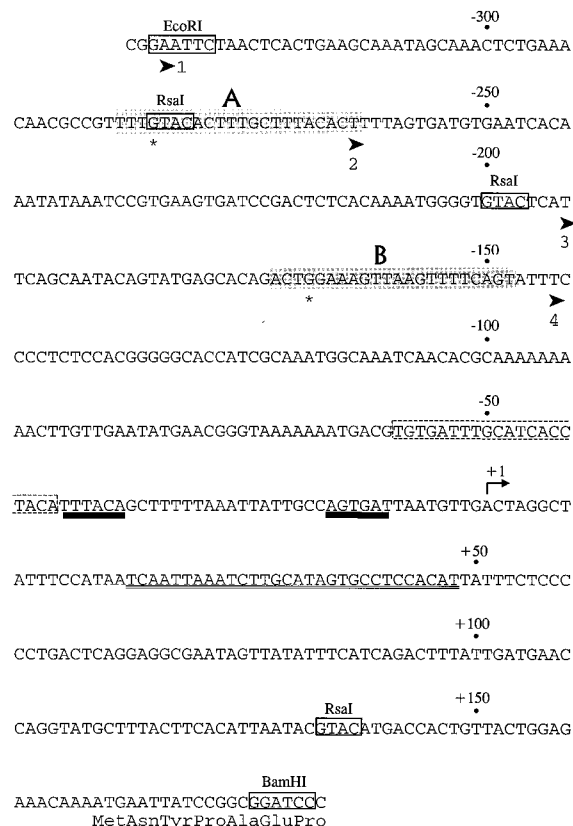 EcoRI -300
CGGAATTCTAACTCACTGAAGCAAATAGCAAACTCTGAAA
1
RsaI A -250
CAACGCCGTTTTGTACACTTTGCTTTACACTTTTAGTGATGTGAATCACA
* 2
-200
RsaI
AATATAAATCCGTGAAGTGATCCGACTCTCACAAAATGGGGTGTACTCAT
3
B -150
TCAGCAATACAGTATGAGCACAGACTGGAAAGTTAAGTTTTCAGTATTTC
* 4
-100
CCCTCTCCACGGGGGCACCATCGCAAATGGCAAATCAACACGCAAAAAAA
-50
AACTTGTTGAATATGAACGGGTAAAAAAATGACGTGTGATTTGCATCACC
+1
TACATTTACAGCTTTTTAAATTATTGCCAGTGATTAATGTTGACTAGGCT
+50
ATTTCCATAATCAATTAAATCTTGCATAGTGCCTCCACATTATTTCTCCC
+100
CCTGACTCAGGAGGCGAATAGTTATATTTCATCAGACTTTATTGATGAAC
RsaI +150
CAGGTATGCTTTACTTCACATTAATACGTACATGACCACTGTTACTGGAG
BamHI
AAACAAAATGAATTATCCGGCGGATCCC
MetAsnTyrProAlaGluPro